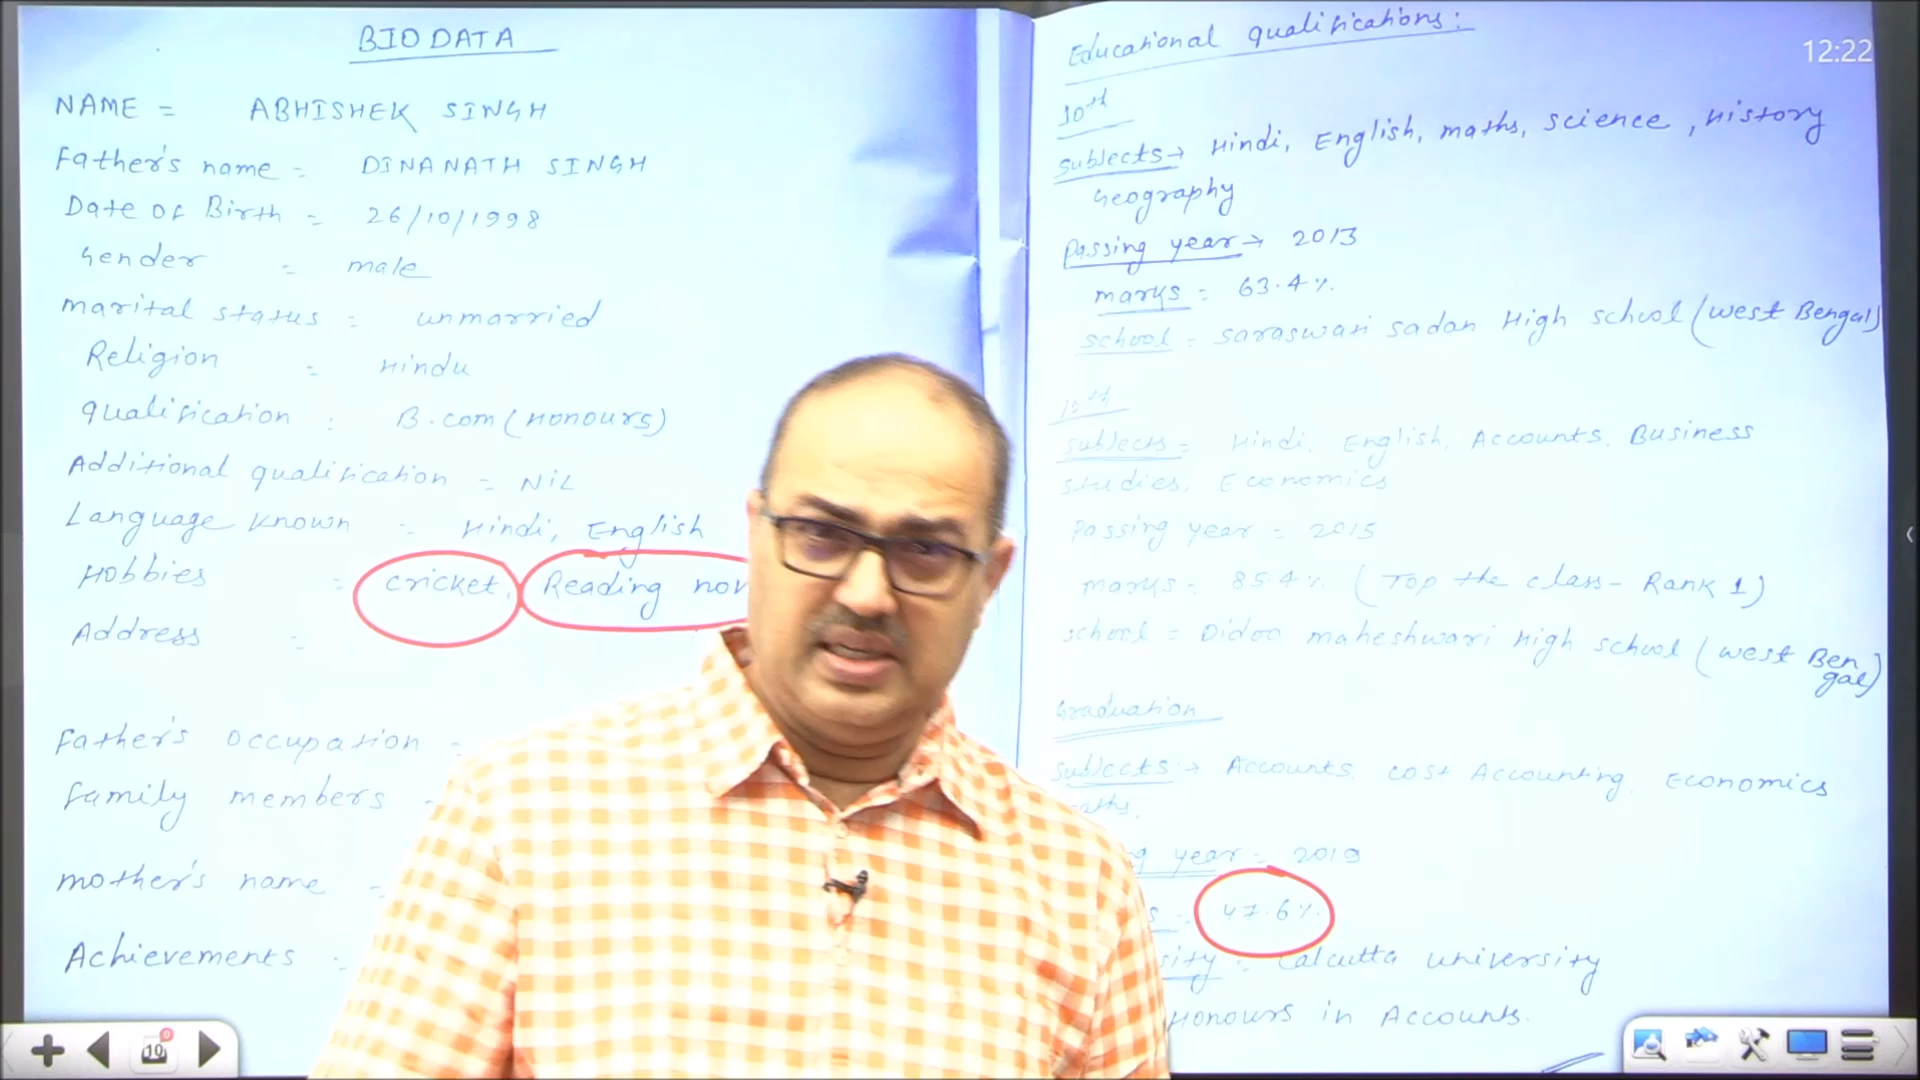 BIODATA
NAME = ABHISHEK SINGH
Father's name = DINANATH SINGH
Date of Birth = 26/10/1998
Gender = male
marital status = unmarried
Religion = Hindu
qualification : B.com (Honours)
Additional qualification = NIL
Language known = Hindi, English
Hobbies = cricket, Reading
Address =
Father's occupation =
family members -
mother's name =
Achievements =
Educational qualifications:
12:22
10th
subjects → Hindi, English, maths, science, History
Geography
Passing year → 2013
marks = 63.4%
school = Saraswati Sadan High school (West Bengal)
subjects = Hindi, English, Accounts, Business
studies, Economics
Passing year = 2015
marks = 85.4% (Top the class - Rank 1)
school = Didoo maheshwari High school (West Bengal)
Graduation
subjects → Accounts, cost Accounting, Economics
year = 2019
47.6%
Calcutta university
Honours in Accounts.
10